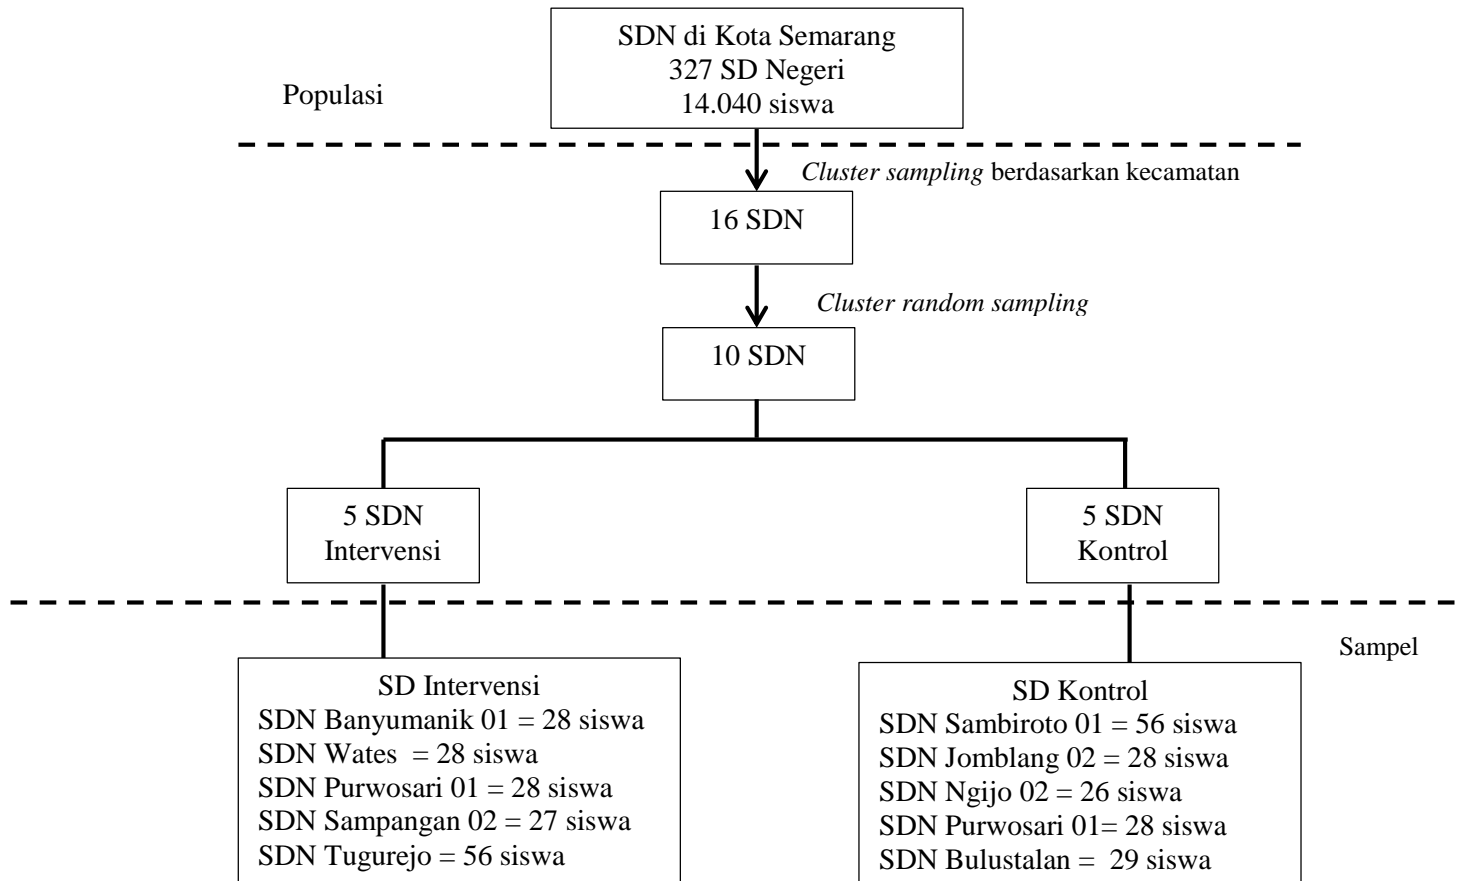 SDN di Kota Semarang
327 SD Negeri
14.040 siswa
Populasi
Cluster sampling berdasarkan kecamatan
16 SDN
Cluster random sampling
10 SDN
5 SDN
Intervensi
5 SDN
Kontrol
Sampel
SD Intervensi
SDN Banyumanik 01 = 28 siswa
SDN Wates = 28 siswa
SDN Purwosari 01 = 28 siswa
SDN Sampangan 02 = 27 siswa
SDN Tugurejo = 56 siswa
SD Kontrol
SDN Sambiroto 01 = 56 siswa
SDN Jomblang 02 = 28 siswa
SDN Ngijo 02 = 26 siswa
SDN Purwosari 01= 28 siswa
SDN Bulustalan = 29 siswa